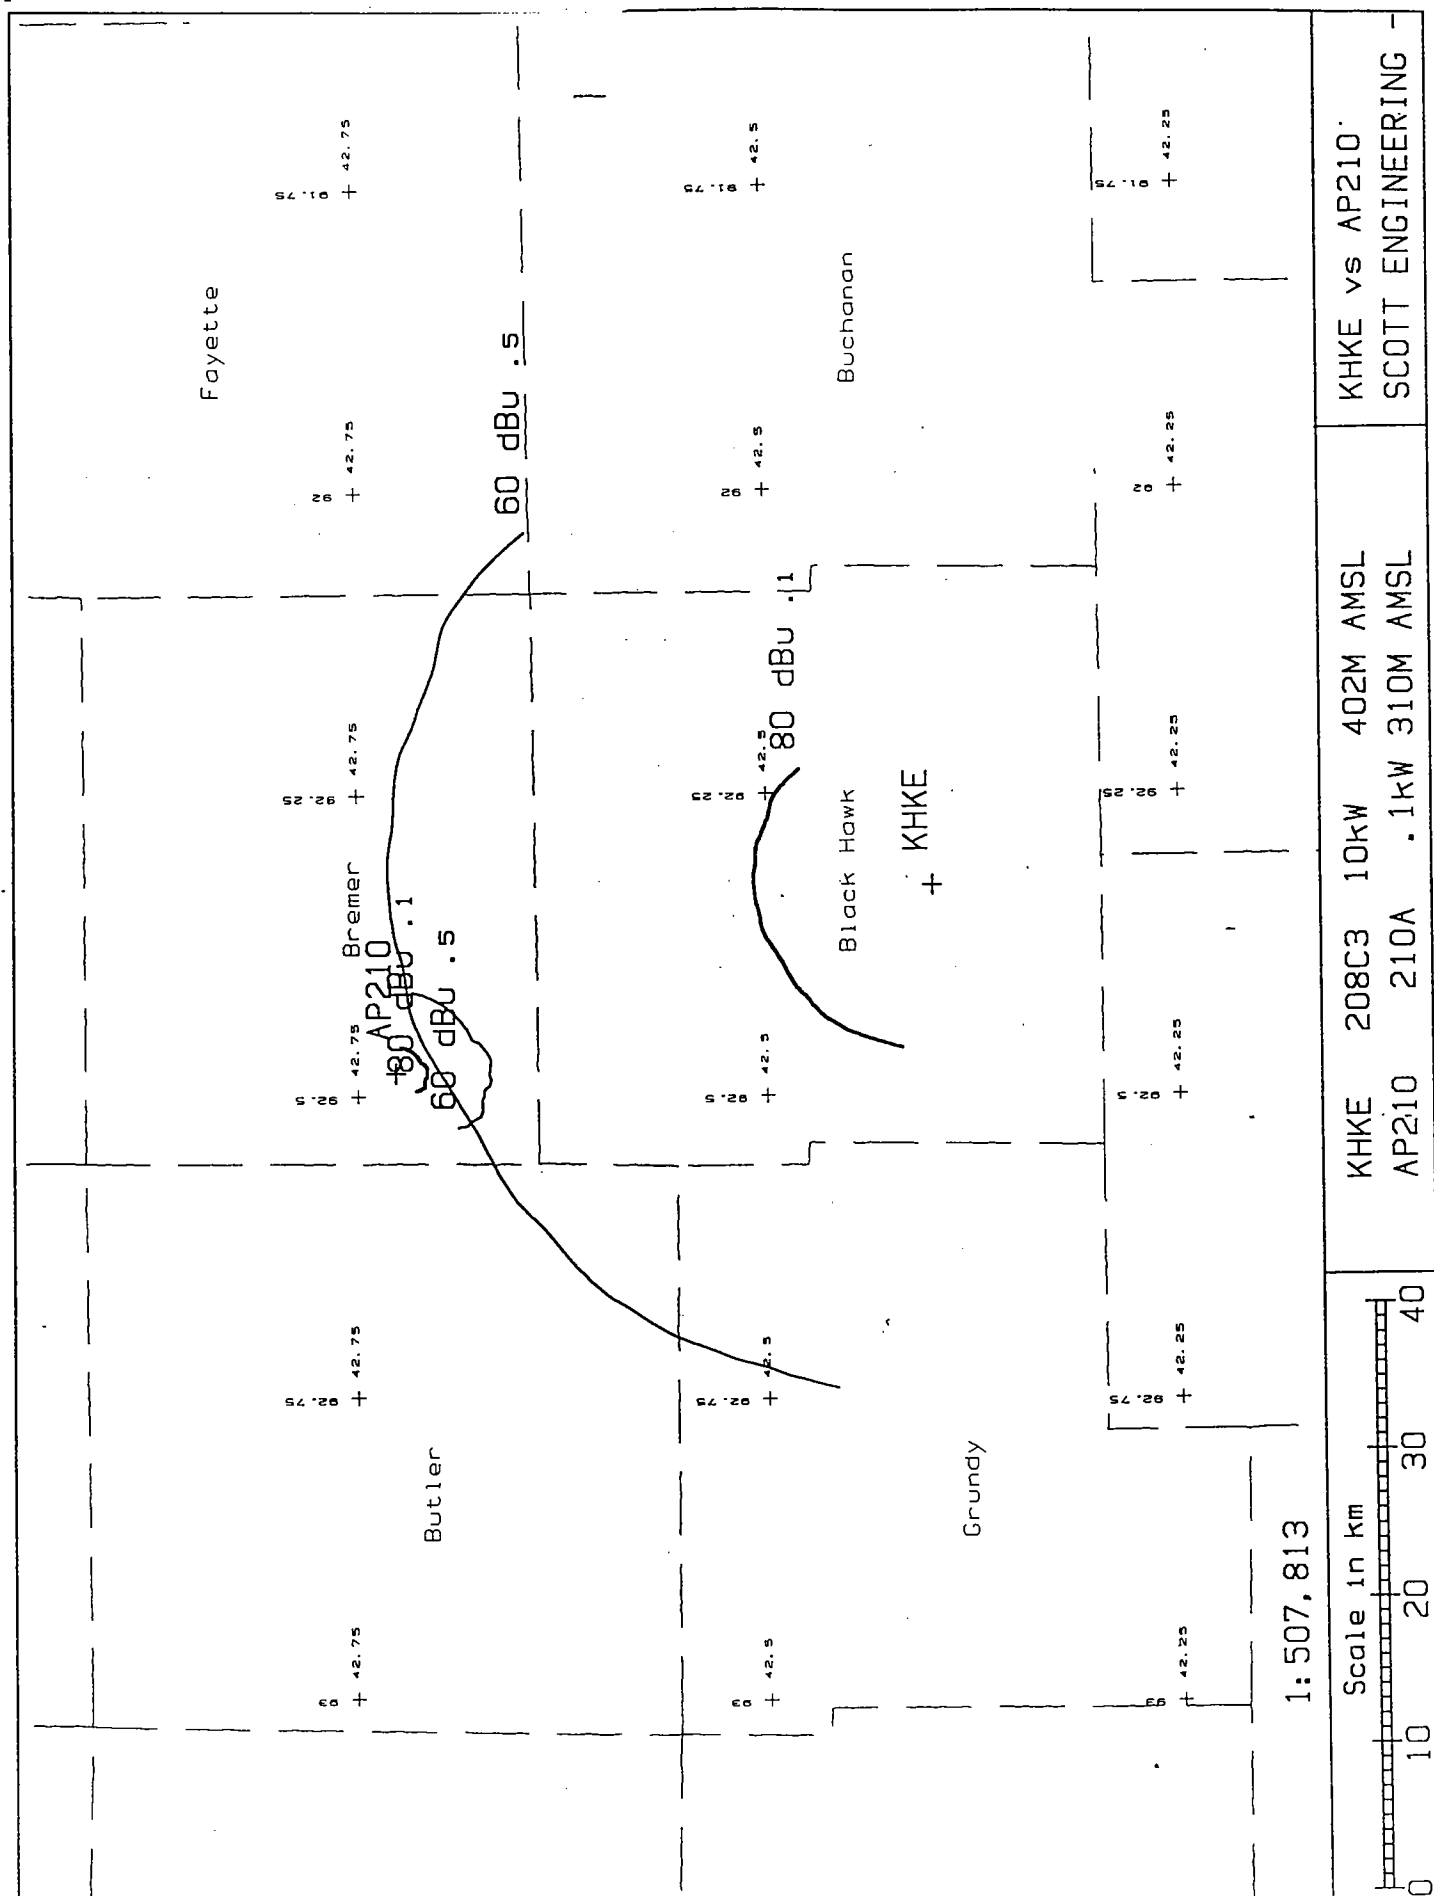 Fayette
Bremer
Butler
Buchanan
Black Hawk
Grundy
93 42.75
92.75 42.75
92.5 42.75
92.25 42.75
92 42.75
91.75 42.75
93 42.5
92.75 42.5
92.5 42.5
92.25 42.5
92 42.5
91.75 42.5
93 42.25
92.75 42.25
92.5 42.25
92.25 42.25
92 42.25
91.75 42.25
AP210
80 dBu .1
60 dBu .5
60 dBu .5
80 dBu .1
KHKE
1:507,813
Scale in km
0 10 20 30 40
KHKE 208C3 10kW 402M AMSL
AP210 210A .1kW 310M AMSL
KHKE vs AP210
SCOTT ENGINEERING -